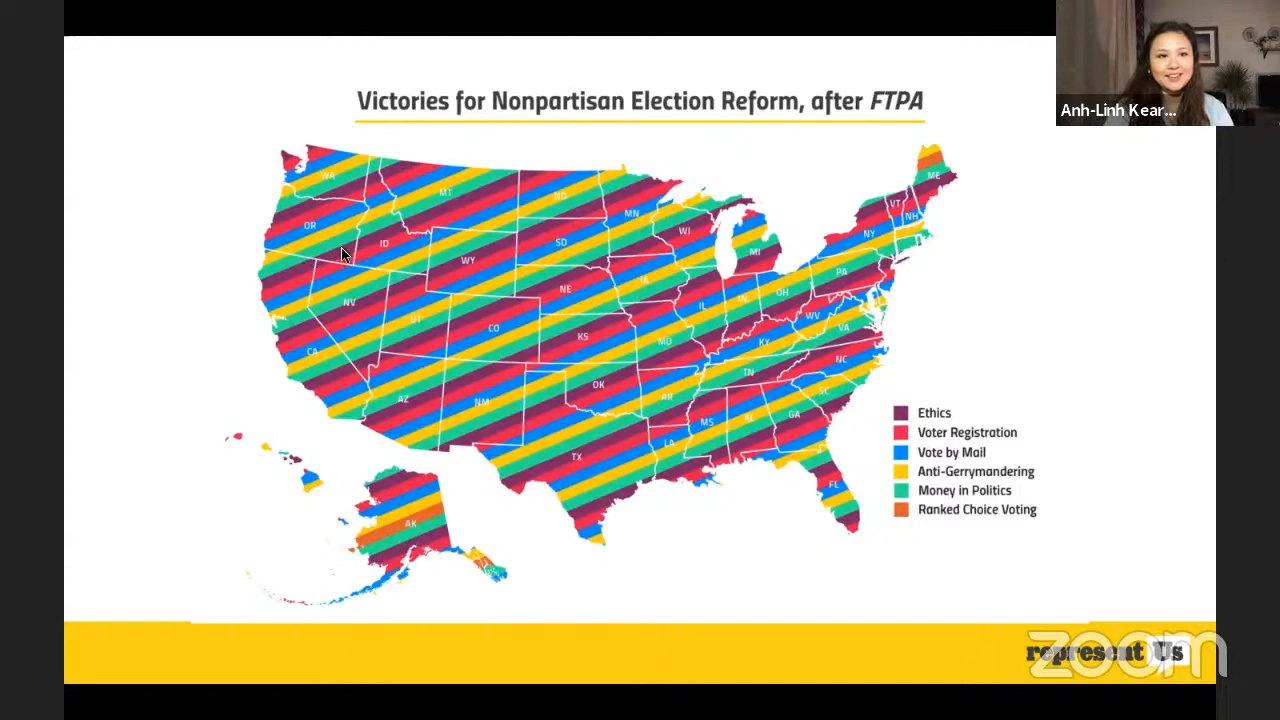 Anh-Linh Kear...
Victories for Nonpartisan Election Reform, after FTPA
WA
MT
ND
MN
ME
VT
NH
OR
ID
SD
WI
NY
WY
MI
NE
IA
PA
NV
UT
CO
IL
IN
OH
WV
VA
CA
KS
MO
KY
NC
AZ
NM
OK
AR
TN
SC
MS
AL
GA
TX
LA
FL
AK
Ethics
Voter Registration
Vote by Mail
Anti-Gerrymandering
Money in Politics
Ranked Choice Voting
represent Us
zoom